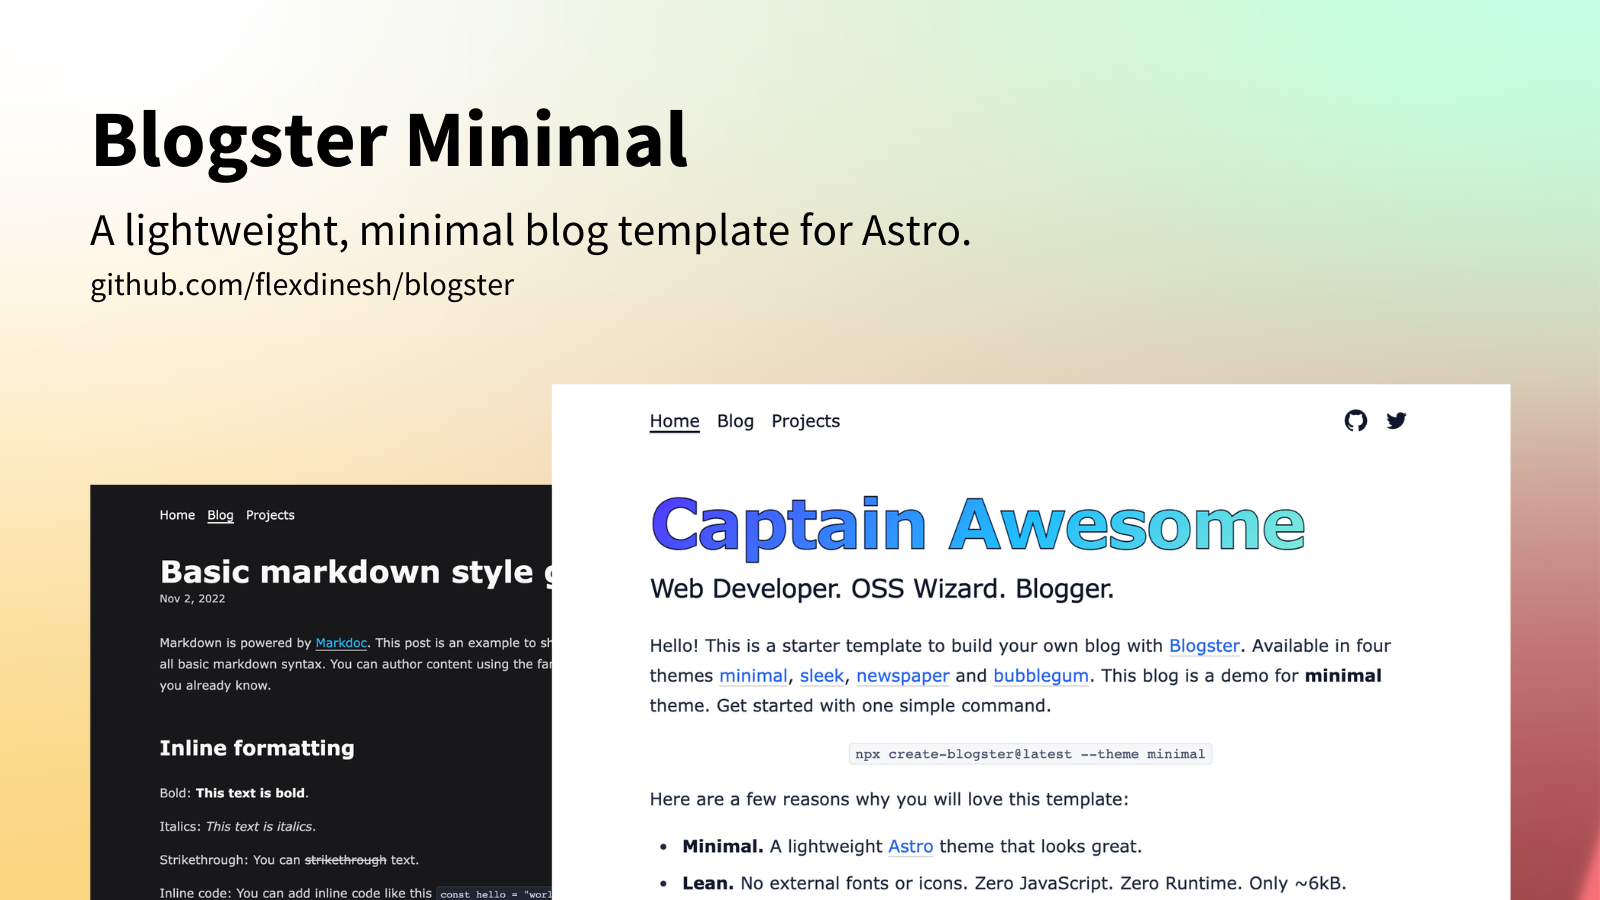 Blogster Minimal
A lightweight, minimal blog template for Astro.
github.com/flexdinesh/blogster
Home Blog Projects
Basic markdown style
Nov 2, 2022
Markdown is powered by Markdoc. This post is an example to
all basic markdown syntax. You can author content using the
you already know.
Inline formatting
Bold: This text is bold.
Italics: This text is italics.
Strikethrough: You can strikethrough text.
Inline code: You can add inline code like this const hello = "worl
Home Blog Projects
Captain Awesome
Web Developer. OSS Wizard. Blogger.
Hello! This is a starter template to build your own blog with Blogster. Available in four
themes minimal, sleek, newspaper and bubblegum. This blog is a demo for minimal
theme. Get started with one simple command.
npx create-blogster@latest --theme minimal
Here are a few reasons why you will love this template:
• Minimal. A lightweight Astro theme that looks great.
• Lean. No external fonts or icons. Zero JavaScript. Zero Runtime. Only ~6kB.